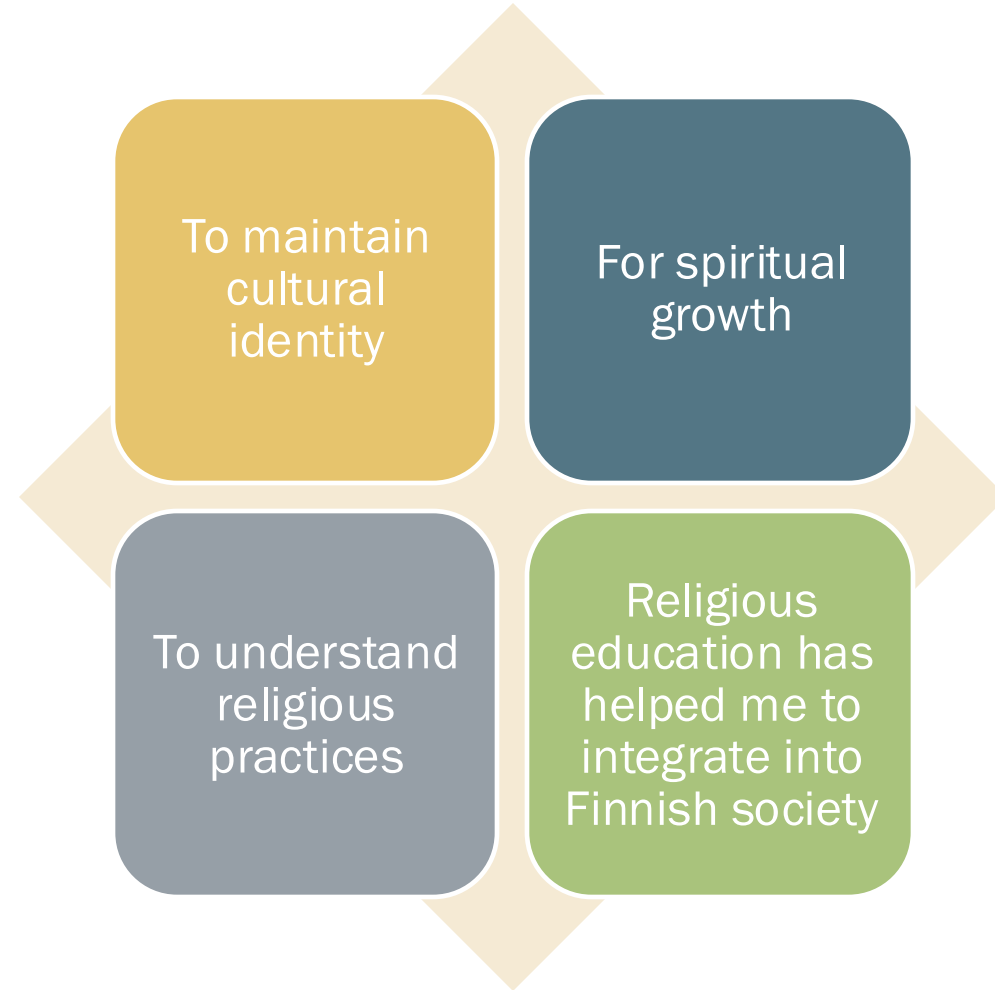 To maintain
cultural
identity
For spiritual
growth
To understand
religious
practices
Religious
education has
helped me to
integrate into
Finnish society